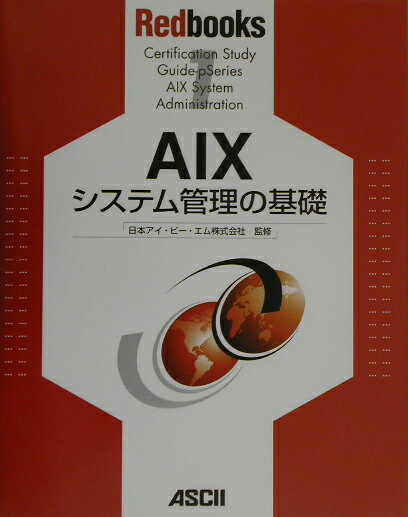 Redbooks
1
Certification Study
Guide-pSeries
AIX System
Administration
AIX
システム管理の基礎
日本アイ・ビー・エム株式会社 監修
ASCII